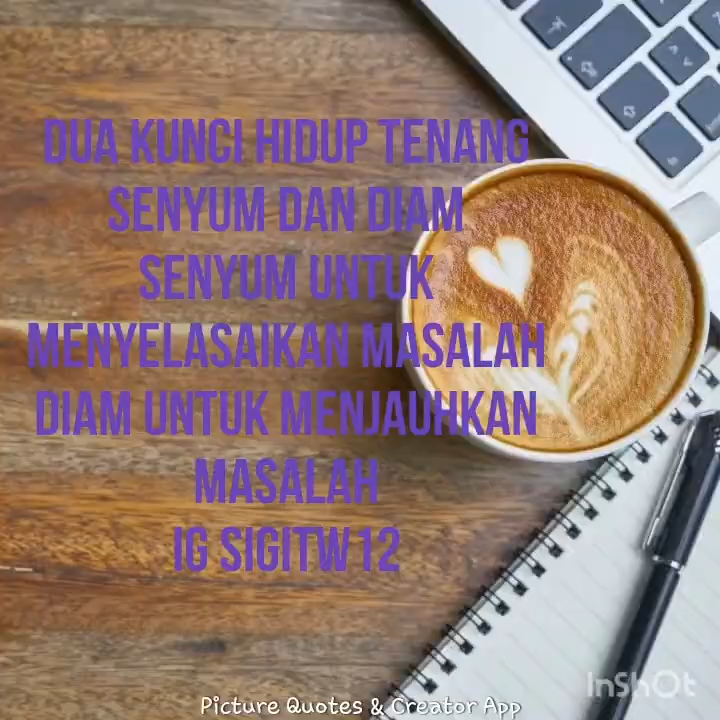 DUA KUNCI HIDUP TENANG
SENYUM DAN DIAM
SENYUM UNTUK
MENYELASAIKAN MASALAH
DIAM UNTUK MENJAUHKAN
MASALAH
IG SIGITW12
InShOt
Picture Quotes & Creator App